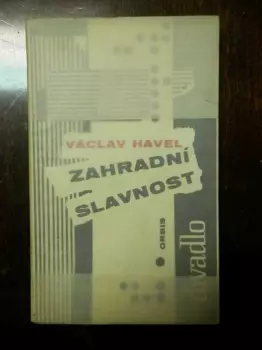 VÁCLAV HAVEL
ZAHRADNÍ
SLAVNOST
ORBIS
divadlo